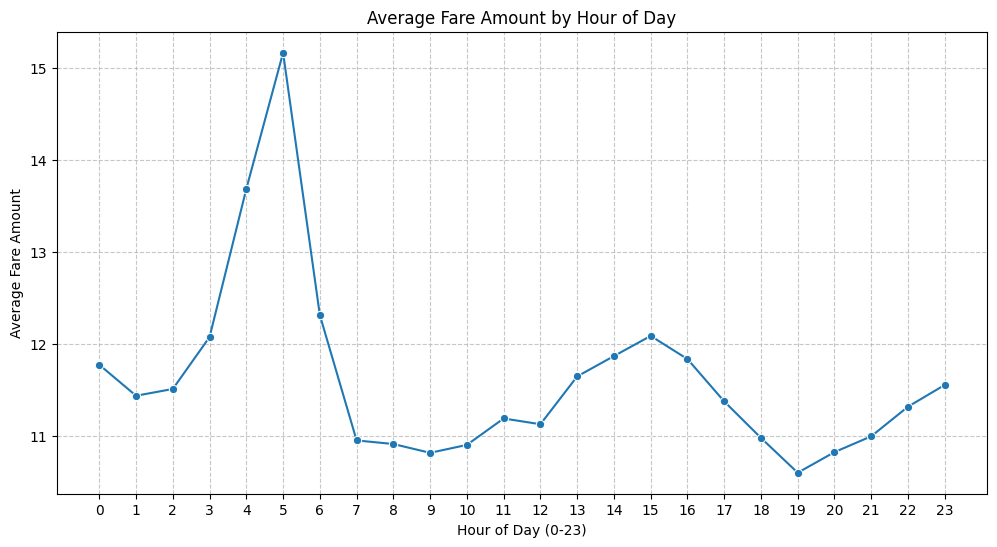 Average Fare Amount by Hour of Day
Average Fare Amount
15
14
13
12
11
0 1 2 3 4 5 6 7 8 9 10 11 12 13 14 15 16 17 18 19 20 21 22 23
Hour of Day (0-23)